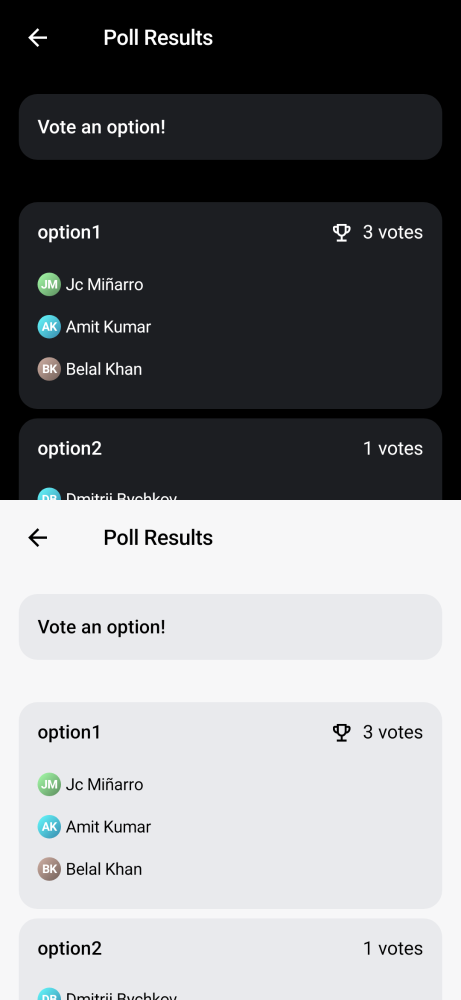 Poll Results
Vote an option!
option1 3 votes
JM Jc Miñarro
AK Amit Kumar
BK Belal Khan
option2 1 votes
DB Dmitrii Bychkov
Poll Results
Vote an option!
option1 3 votes
JM Jc Miñarro
AK Amit Kumar
BK Belal Khan
option2 1 votes
DB Dmitrii Bychkov